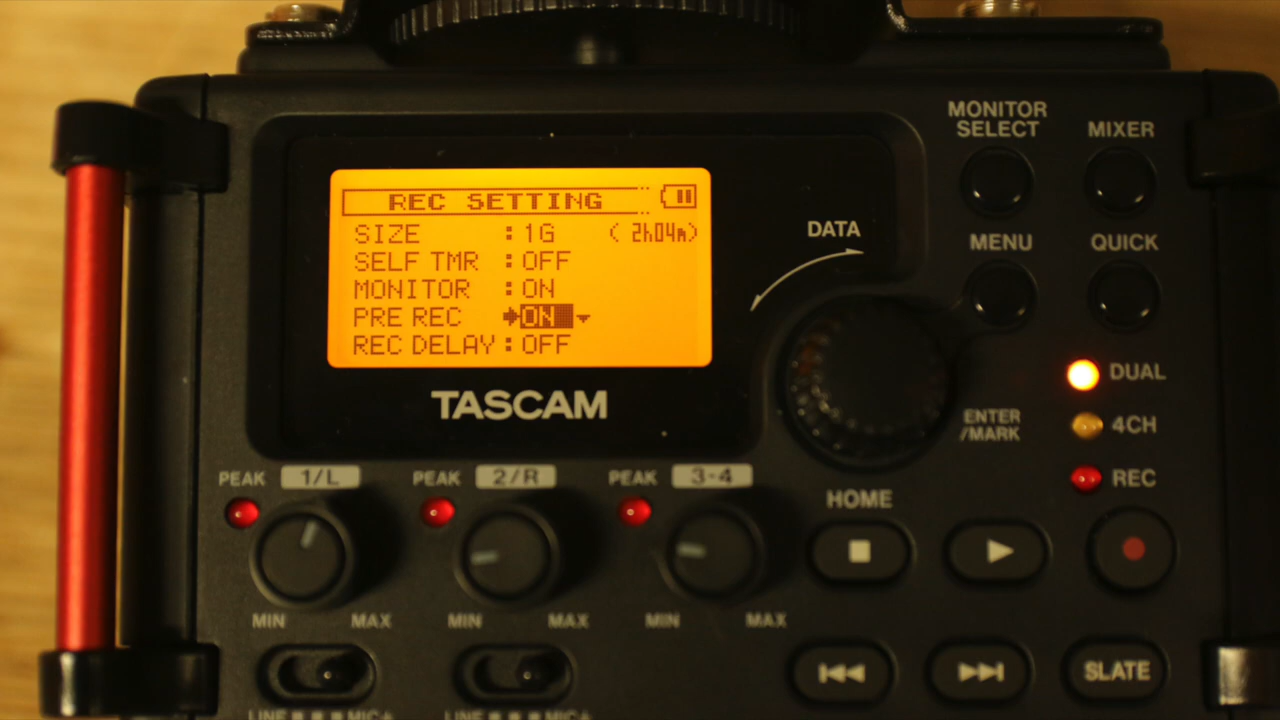 MONITOR SELECT
MIXER
REC SETTING
SIZE : 1G ( 2h04m)
SELF TMR : OFF
MONITOR : ON
PRE REC ON
REC DELAY : OFF
TASCAM
DATA
MENU
QUICK
DUAL
4CH
REC
ENTER
/MARK
PEAK 1/L
PEAK 2/R
PEAK 3-4
HOME
MIN MAX
MIN MAX
MIN MAX
SLATE
LINE MIC+
LINE MIC+